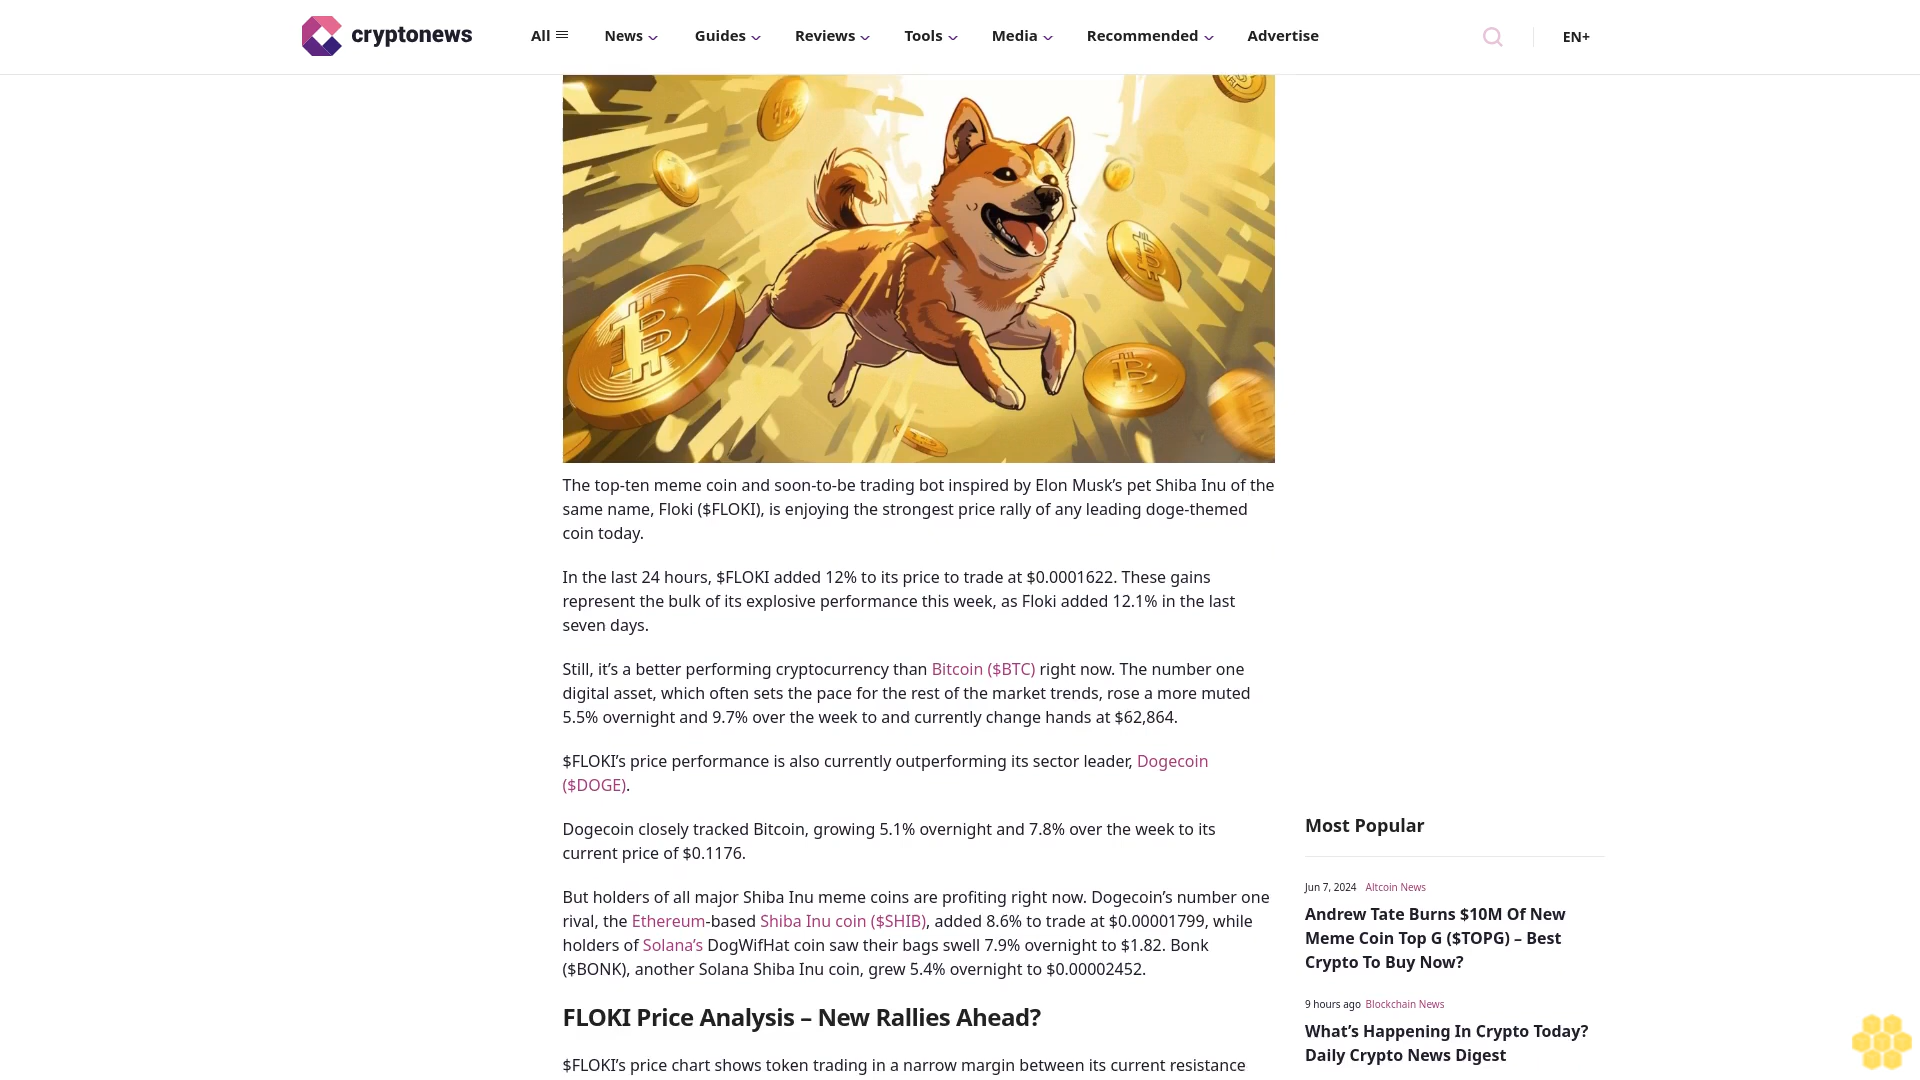 cryptonews
All
News
Guides
Reviews
Tools
Media
Recommended
Advertise
EN+
The top-ten meme coin and soon-to-be trading bot inspired by Elon Musk’s pet Shiba Inu of the
same name, Floki ($FLOKI), is enjoying the strongest price rally of any leading doge-themed
coin today.
In the last 24 hours, $FLOKI added 12% to its price to trade at $0.0001622. These gains
represent the bulk of its explosive performance this week, as Floki added 12.1% in the last
seven days.
Still, it’s a better performing cryptocurrency than Bitcoin ($BTC) right now. The number one
digital asset, which often sets the pace for the rest of the market trends, rose a more muted
5.5% overnight and 9.7% over the week to and currently change hands at $62,864.
$FLOKI’s price performance is also currently outperforming its sector leader, Dogecoin
($DOGE).
Dogecoin closely tracked Bitcoin, growing 5.1% overnight and 7.8% over the week to its
current price of $0.1176.
But holders of all major Shiba Inu meme coins are profiting right now. Dogecoin’s number one
rival, the Ethereum-based Shiba Inu coin ($SHIB), added 8.6% to trade at $0.00001799, while
holders of Solana’s DogWifHat coin saw their bags swell 7.9% overnight to $1.82. Bonk
($BONK), another Solana Shiba Inu coin, grew 5.4% overnight to $0.00002452.
FLOKI Price Analysis – New Rallies Ahead?
$FLOKI’s price chart shows token trading in a narrow margin between its current resistance
Most Popular
Jun 7, 2024 Altcoin News
Andrew Tate Burns $10M Of New
Meme Coin Top G ($TOPG) – Best
Crypto To Buy Now?
9 hours ago Blockchain News
What’s Happening In Crypto Today?
Daily Crypto News Digest